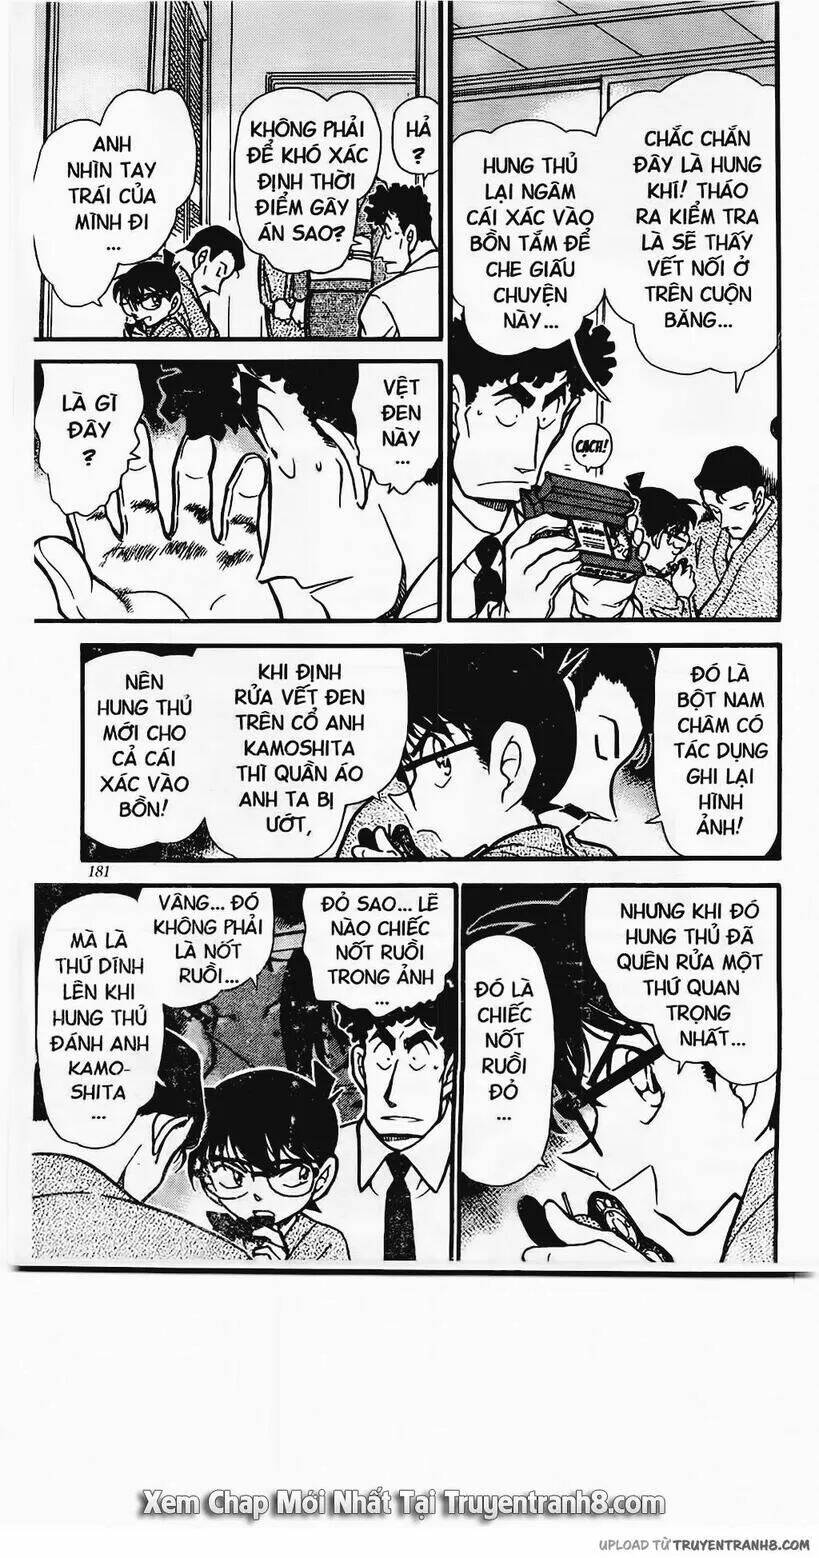 CHẮC CHẮN
ĐÂY LÀ HUNG
KHÍ! THÁO
RA KIỂM TRA
LÀ SẼ THẤY
VẾT NỐI Ở
TRÊN CUỘN
BĂNG...
HUNG THỦ
LẠI NGÂM
CÁI XÁC VÀO
BỒN TẮM ĐỂ
CHE GIẤU
CHUYỆN
NÀY...
CẠCH!
HẢ
?
KHÔNG PHẢI
ĐỂ KHÓ XÁC
ĐỊNH THỜI
ĐIỂM GÂY
ÁN SAO?
ANH
NHÌN TAY
TRÁI CỦA
MÌNH ĐI
...
VỆT
ĐEN
NÀY
...
LÀ GÌ
ĐÂY
?
ĐÓ LÀ
BỘT NAM
CHÂM CÓ
TÁC DỤNG
GHI LẠI
HÌNH
ẢNH!
KHI ĐỊNH
RỬA VẾT ĐEN
TRÊN CỔ ANH
KAMOSHITA
THÌ QUẦN ÁO
ANH TA BỊ
ƯỚT,
NÊN
HUNG THỦ
MỚI CHO
CẢ CÁI
XÁC VÀO
BỒN!
181
NHƯNG KHI ĐÓ
HUNG THỦ ĐÃ
QUÊN RỬA MỘT
THỨ QUAN
TRỌNG
NHẤT...
ĐÓ LÀ
CHIẾC
NỐT
RUỒI
ĐỎ
...
ĐỎ SAO... LẼ
NÀO CHIẾC
NỐT RUỒI
TRONG ẢNH
...
VÂNG... ĐÓ
KHÔNG PHẢI
LÀ NỐT
RUỒI...
MÀ LÀ
THỨ DÍNH
LÊN KHI
HUNG THỦ
ĐÁNH ANH
KAMO-
SHITA
...
Xem Chap Mới Nhất Tại Truyentranh8.com
UPLOAD TỪ TRUYENTRANH8.COM